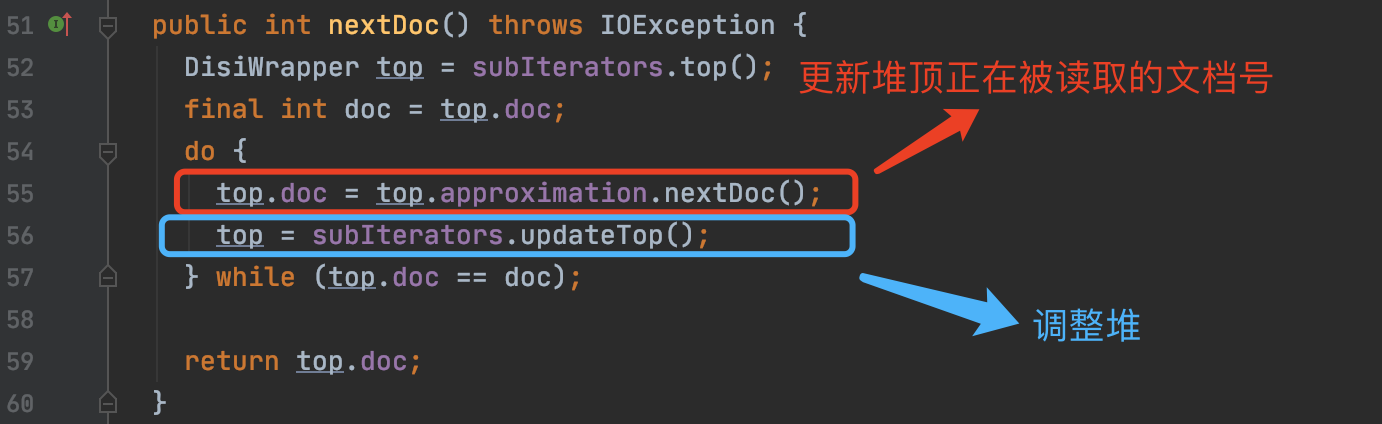 51 public int nextDoc() throws IOException {
52 DisiWrapper top = subIterators.top();
更新堆顶正在被读取的文档号
53 final int doc = top.doc;
54 do {
55 top.doc = top.approximation.nextDoc();
56 top = subIterators.updateTop();
57 } while (top.doc == doc);
58
调整堆
59 return top.doc;
60 }